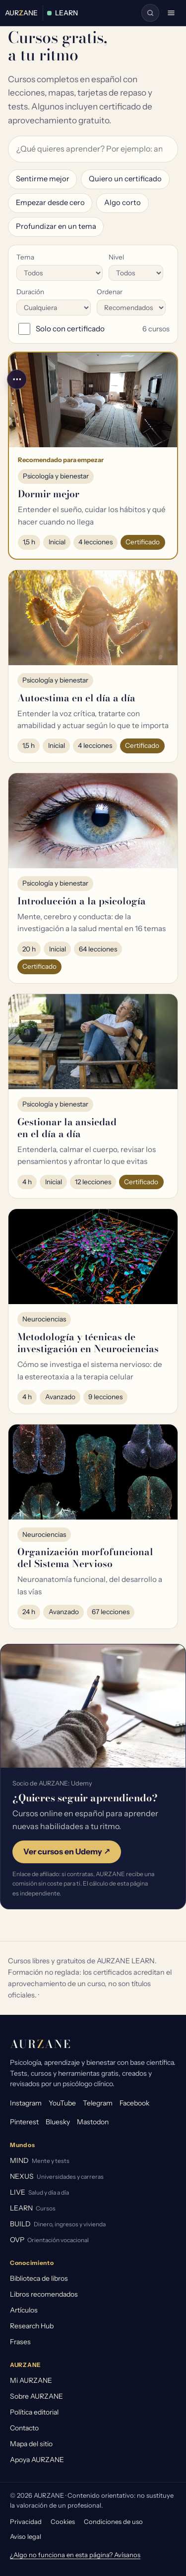 AURZANE LEARN
Cursos gratis,
a tu ritmo
Cursos completos en español con
lecciones, mapas, tarjetas de repaso y
tests. Algunos incluyen certificado de
aprovechamiento gratuito.
¿Qué quieres aprender? Por ejemplo: an
Sentirme mejor
Quiero un certificado
Empezar desde cero
Algo corto
Profundizar en un tema
Tema
Nivel
Todos
Todos
Duración
Ordenar
Cualquiera
Recomendados
Solo con certificado
6 cursos
Recomendado para empezar
Psicología y bienestar
Dormir mejor
Entender el sueño, cuidar los hábitos y qué
hacer cuando no llega
1,5 h Inicial 4 lecciones Certificado
Psicología y bienestar
Autoestima en el día a día
Entender la voz crítica, tratarte con
amabilidad y actuar según lo que te importa
1,5 h Inicial 4 lecciones Certificado
Psicología y bienestar
Introducción a la psicología
Mente, cerebro y conducta: de la
investigación a la salud mental en 16 temas
20 h Inicial 64 lecciones
Certificado
Psicología y bienestar
Gestionar la ansiedad
en el día a día
Entenderla, calmar el cuerpo, revisar los
pensamientos y afrontar lo que evitas
4 h Inicial 12 lecciones Certificado
Neurociencias
Metodología y técnicas de
investigación en Neurociencias
Cómo se investiga el sistema nervioso: de
la estereotaxia a la terapia celular
4 h Avanzado 9 lecciones
Neurociencias
Organización morfofuncional
del Sistema Nervioso
Neuroanatomía funcional, del desarrollo a
las vías
24 h Avanzado 67 lecciones
Socio de AURZANE: Udemy
¿Quieres seguir aprendiendo?
Cursos online en español para aprender
nuevas habilidades a tu ritmo.
Ver cursos en Udemy ↗
Enlace de afiliado: si contratas, AURZANE recibe una
comisión sin coste para ti. El cálculo de esta página
es independiente.
Cursos libres y gratuitos de AURZANE LEARN.
Formación no reglada: los certificados acreditan el
aprovechamiento de un curso, no son títulos
oficiales. ·
AURZANE
Psicología, aprendizaje y bienestar con base científica.
Tests, cursos y herramientas gratis, creados y
revisados por un psicólogo clínico.
Instagram YouTube Telegram Facebook
Pinterest Bluesky Mastodon
Mundos
MIND Mente y tests
NEXUS Universidades y carreras
LIVE Salud y día a día
LEARN Cursos
BUILD Dinero, ingresos y vivienda
OVP Orientación vocacional
Conocimiento
Biblioteca de libros
Libros recomendados
Artículos
Research Hub
Frases
AURZANE
Mi AURZANE
Sobre AURZANE
Política editorial
Contacto
Mapa del sitio
Apoya AURZANE
© 2026 AURZANE · Contenido orientativo: no sustituye
la valoración de un profesional.
Privacidad Cookies Condiciones de uso
Aviso legal
¿Algo no funciona en esta página? Avísanos